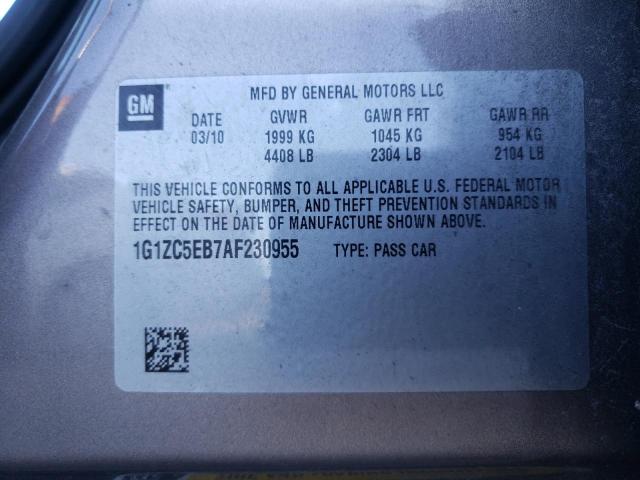 GM
MFD BY GENERAL MOTORS LLC
DATE GVWR GAWR FRT GAWR RR
03/10 1999 KG 1045 KG 954 KG
4408 LB 2304 LB 2104 LB
THIS VEHICLE CONFORMS TO ALL APPLICABLE U.S. FEDERAL MOTOR
VEHICLE SAFETY, BUMPER, AND THEFT PREVENTION STANDARDS IN
EFFECT ON THE DATE OF MANUFACTURE SHOWN ABOVE.
1G1ZC5EB7AF230955 TYPE: PASS CAR